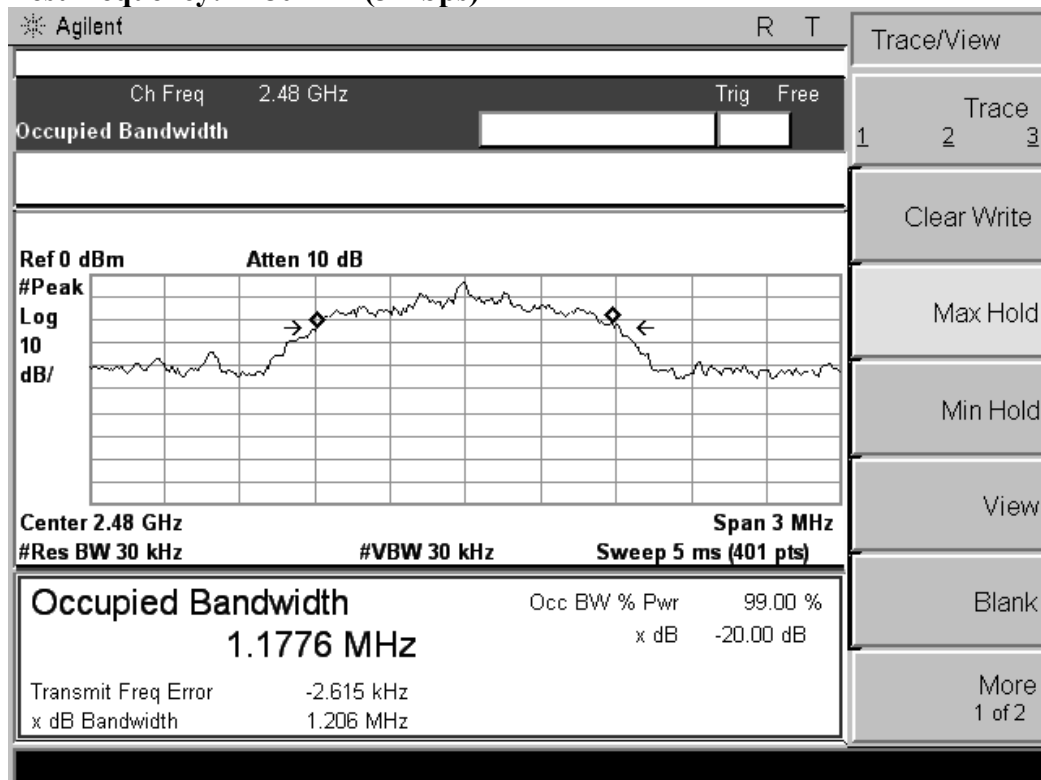 Agilent R T
Trace/View
Ch Freq 2.48 GHz Trig Free
Occupied Bandwidth
Trace
1 2 3
Clear Write
Max Hold
Min Hold
View
Blank
More
1 of 2
Ref 0 dBm Atten 10 dB
#Peak
Log
10
dB/
Center 2.48 GHz Span 3 MHz
#Res BW 30 kHz #VBW 30 kHz Sweep 5 ms (401 pts)
Occupied Bandwidth
1.1776 MHz
Occ BW % Pwr 99.00 %
x dB -20.00 dB
Transmit Freq Error -2.615 kHz
x dB Bandwidth 1.206 MHz